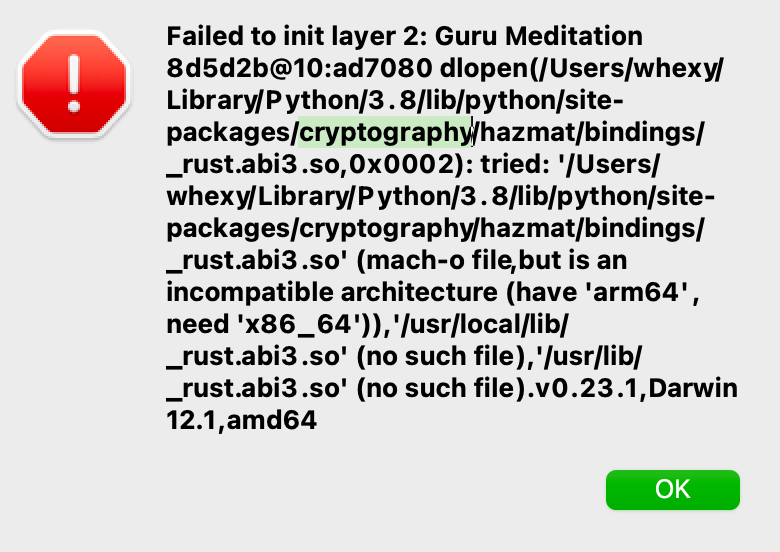 Failed to init layer 2: Guru Meditation
8d5d2b@10:ad7080 dlopen(/Users/whexy/
Library/Python/3.8/lib/python/site-
packages/cryptography/hazmat/bindings/
_rust.abi3.so,0x0002): tried: '/Users/
whexy/Library/Python/3.8/lib/python/site-
packages/cryptography/hazmat/bindings/
_rust.abi3.so' (mach-o file,but is an
incompatible architecture (have 'arm64',
need 'x86_64')),'/usr/local/lib/
_rust.abi3.so' (no such file),'/usr/lib/
_rust.abi3.so' (no such file).v0.23.1,Darwin
12.1,amd64
OK